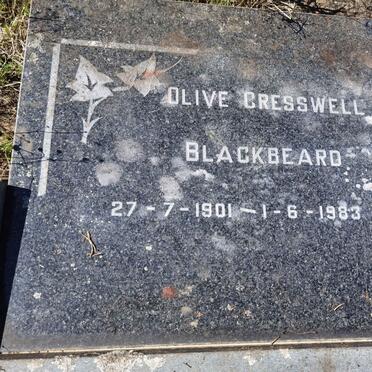 OLIVE CRESSWELL
BLACKBEARD
27-7-1901-1-6-1983